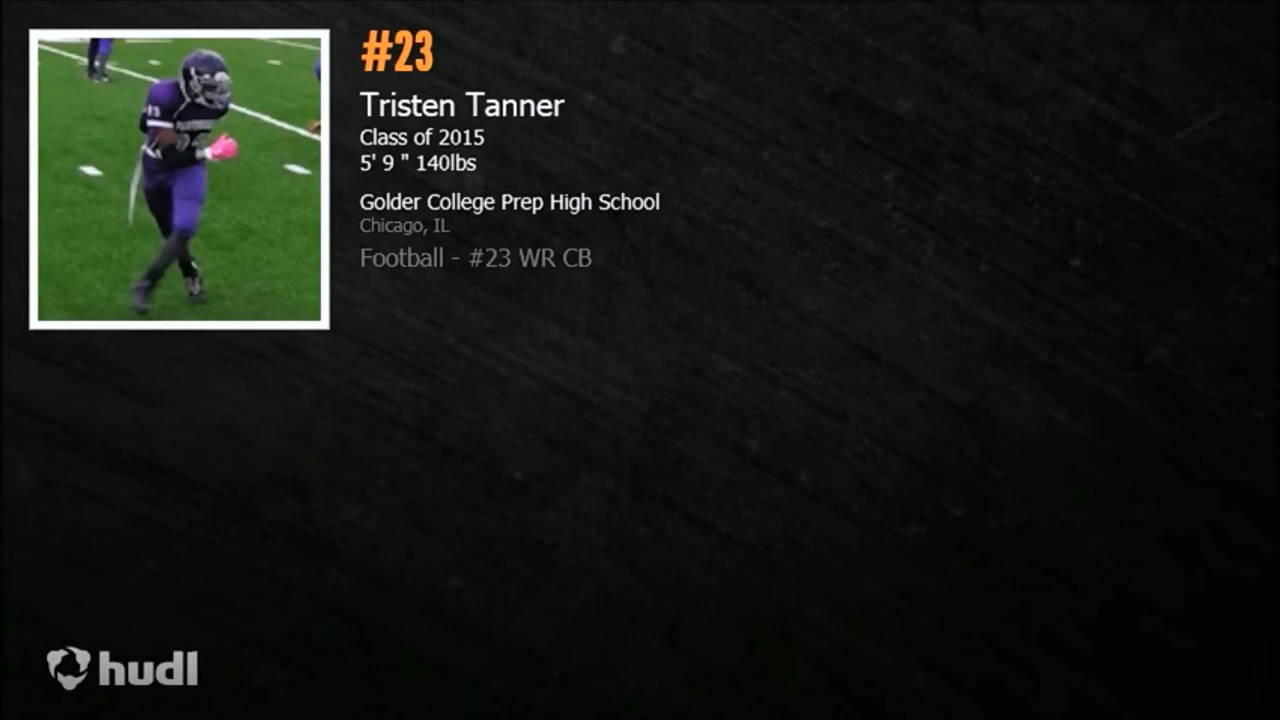 #23
Tristen Tanner
Class of 2015
5' 9 " 140lbs
Golder College Prep High School
Chicago, IL
Football - #23 WR CB
hudl